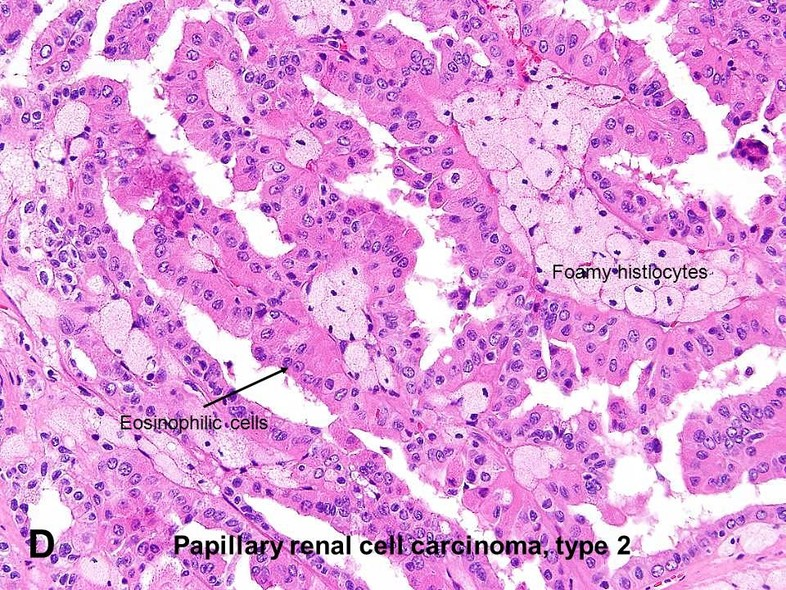 Foamy histiocytes
Eosinophilic cells
D
Papillary renal cell carcinoma, type 2